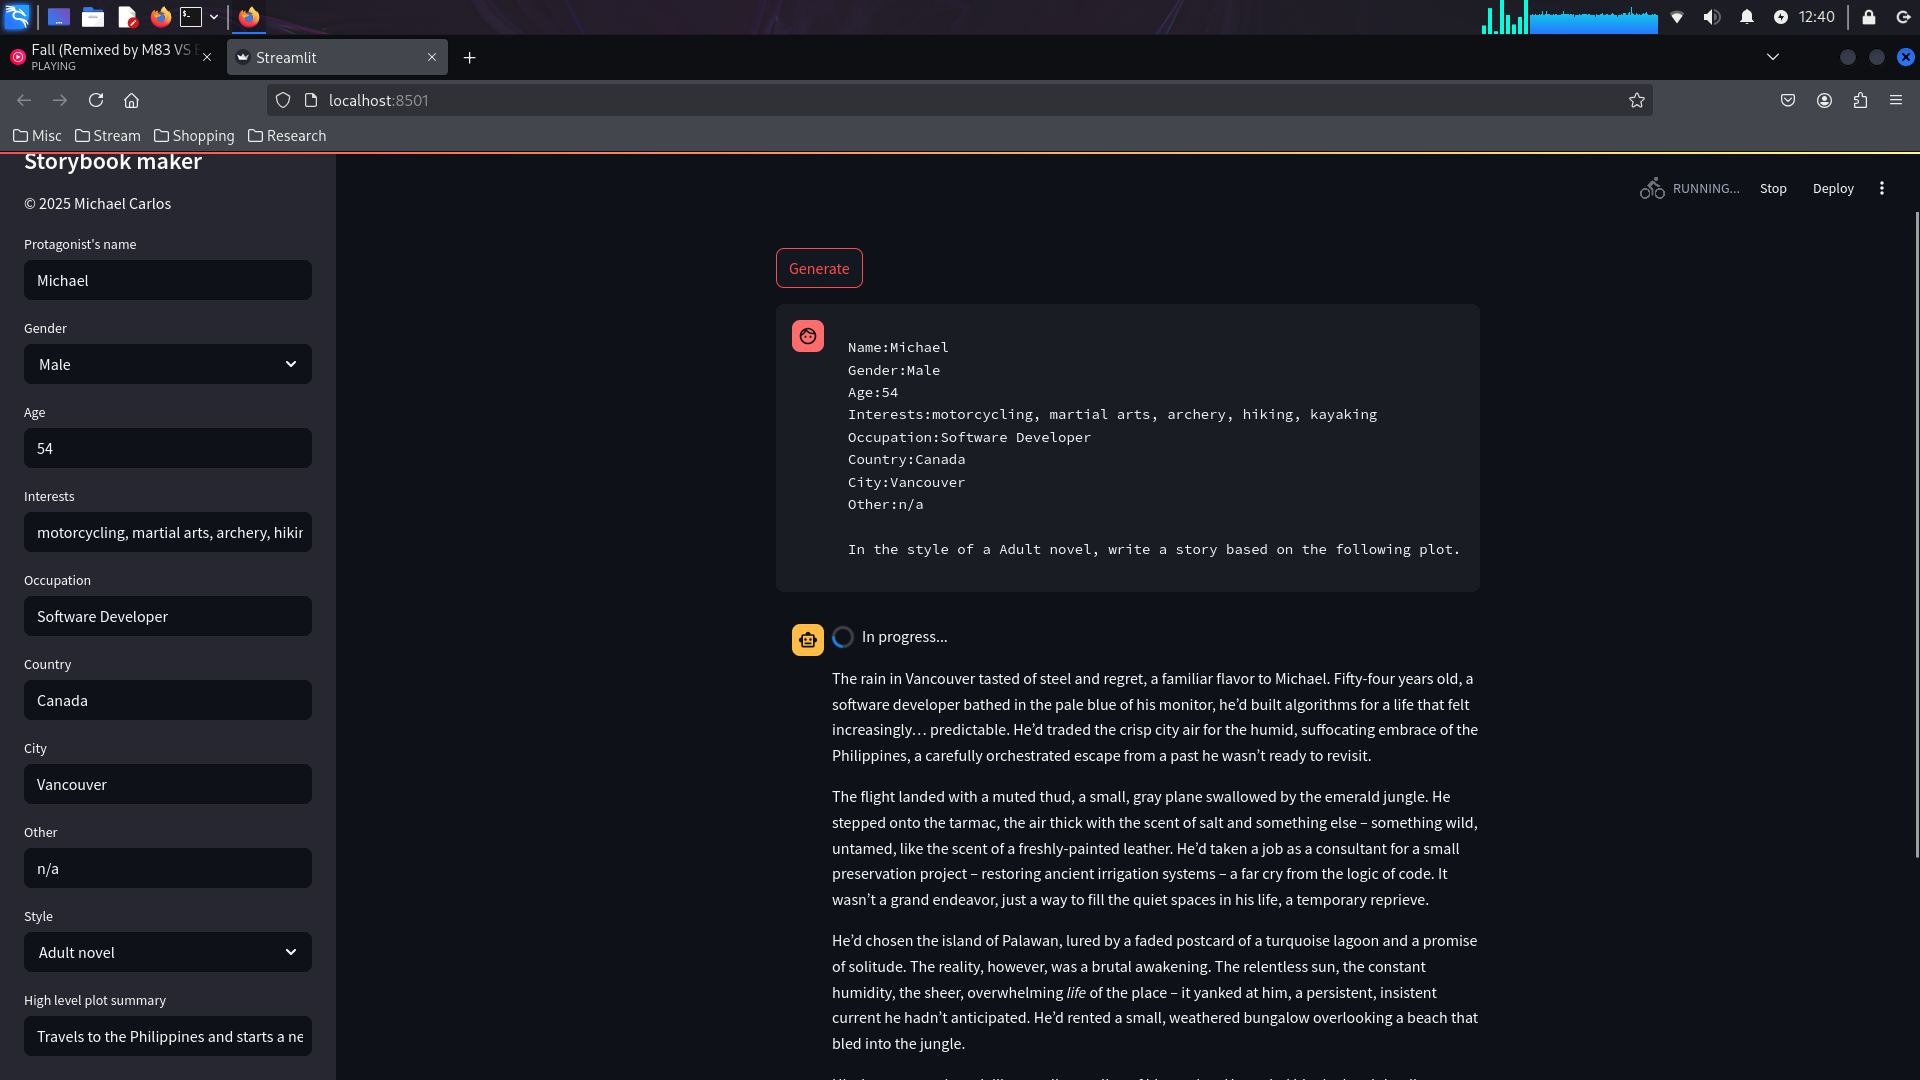 12:40
Fall (Remixed by M83 VS
PLAYING
Streamlit
localhost:8501
Misc Stream Shopping Research
Storybook maker
© 2025 Michael Carlos
Protagonist's name
Michael
Gender
Male
Age
54
Interests
motorcycling, martial arts, archery, hikin
Occupation
Software Developer
Country
Canada
City
Vancouver
Other
n/a
Style
Adult novel
High level plot summary
Travels to the Philippines and starts a ne
RUNNING... Stop Deploy
Generate
Name:Michael
Gender:Male
Age:54
Interests:motorcycling, martial arts, archery, hiking, kayaking
Occupation:Software Developer
Country:Canada
City:Vancouver
Other:n/a
In the style of a Adult novel, write a story based on the following plot.
In progress...
The rain in Vancouver tasted of steel and regret, a familiar flavor to Michael. Fifty-four years old, a
software developer bathed in the pale blue of his monitor, he’d built algorithms for a life that felt
increasingly… predictable. He’d traded the crisp city air for the humid, suffocating embrace of the
Philippines, a carefully orchestrated escape from a past he wasn’t ready to revisit.
The flight landed with a muted thud, a small, gray plane swallowed by the emerald jungle. He
stepped onto the tarmac, the air thick with the scent of salt and something else – something wild,
untamed, like the scent of a freshly-painted leather. He’d taken a job as a consultant for a small
preservation project – restoring ancient irrigation systems – a far cry from the logic of code. It
wasn’t a grand endeavor, just a way to fill the quiet spaces in his life, a temporary reprieve.
He’d chosen the island of Palawan, lured by a faded postcard of a turquoise lagoon and a promise
of solitude. The reality, however, was a brutal awakening. The relentless sun, the constant
humidity, the sheer, overwhelming life of the place – it yanked at him, a persistent, insistent
current he hadn’t anticipated. He’d rented a small, weathered bungalow overlooking a beach that
bled into the jungle.